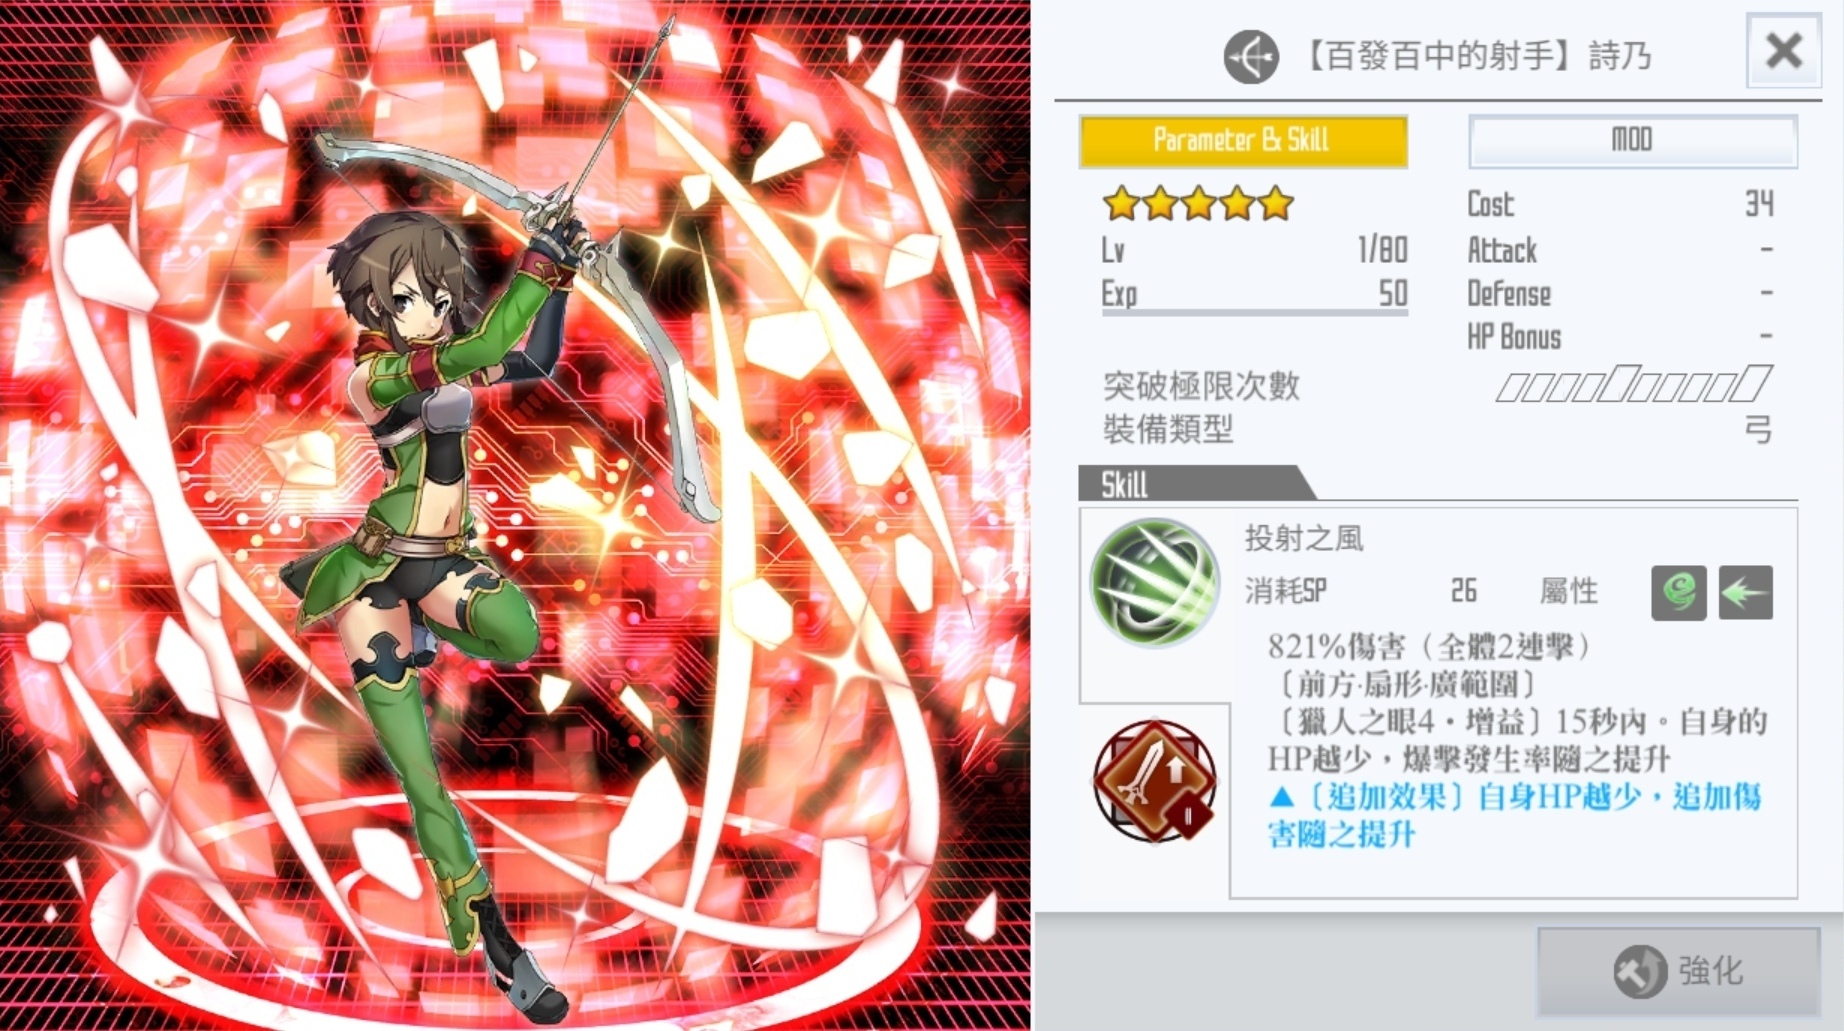 【百發百中的射手】詩乃
Parameter & Skill
MOD
Lv 1/80
Exp 50
Cost 34
Attack -
Defense -
HP Bonus -
突破極限次數
裝備類型 弓
Skill
投射之風
消耗SP 26 屬性
821%傷害（全體2連擊）
〔前方·扇形·廣範圍〕
〔獵人之眼4・增益〕15秒內。自身的
HP越少，爆擊發生率隨之提升
▲〔追加效果〕自身HP越少，追加傷
害隨之提升
II
強化